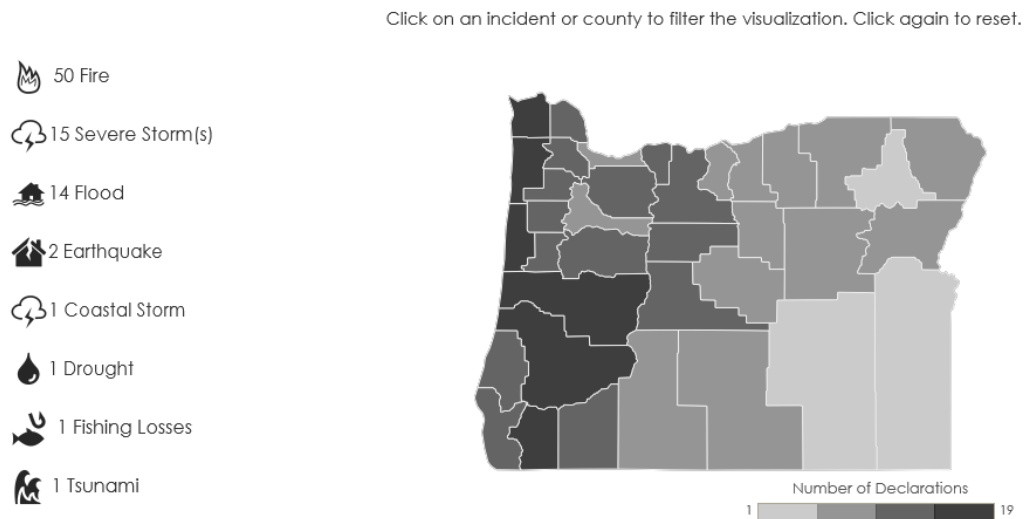 Click on an incident or county to filter the visualization. Click again to reset.
50 Fire
15 Severe Storm(s)
14 Flood
2 Earthquake
1 Coastal Storm
1 Drought
1 Fishing Losses
1 Tsunami
Number of Declarations
1 19